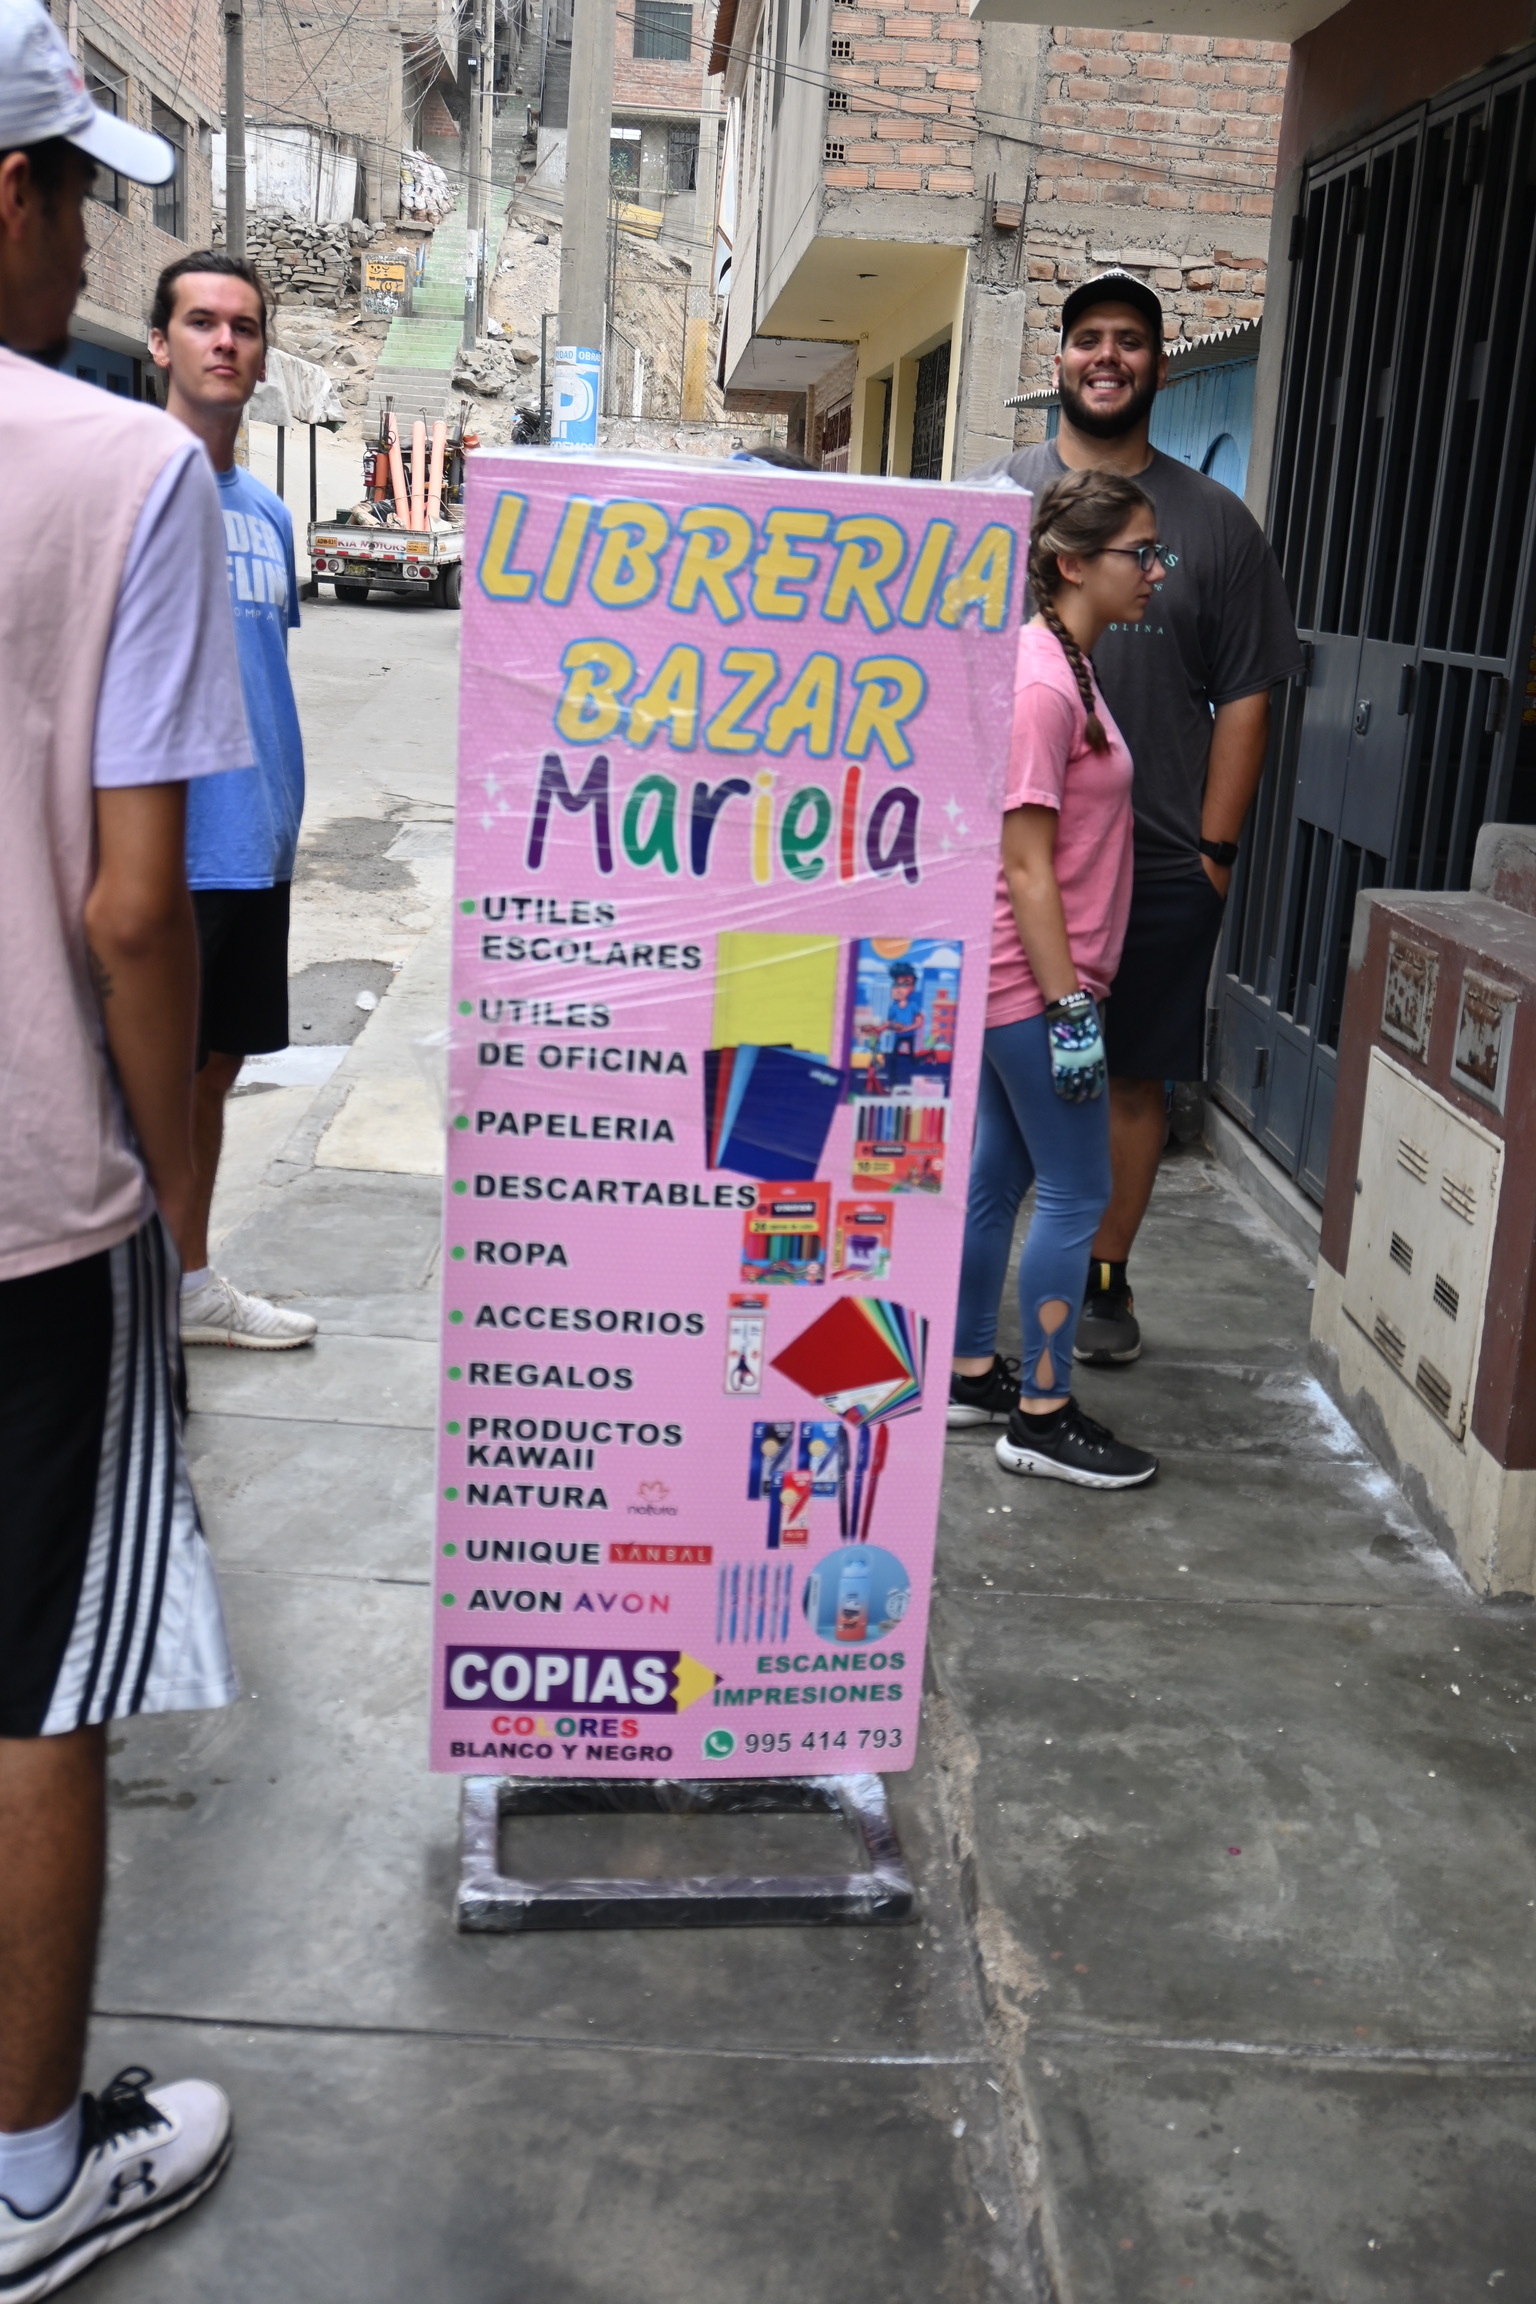 LIBRERIA
BAZAR
Mariela
UTILES
ESCOLARES
UTILES
DE OFICINA
PAPELERIA
DESCARTABLES
ROPA
ACCESORIOS
REGALOS
PRODUCTOS
KAWAII
NATURA natura
UNIQUE YANBAL
AVON AVON
COPIAS
COLORES
BLANCO Y NEGRO
ESCANEOS
IMPRESIONES
995 414 793
KIA MOTORS
OLINA